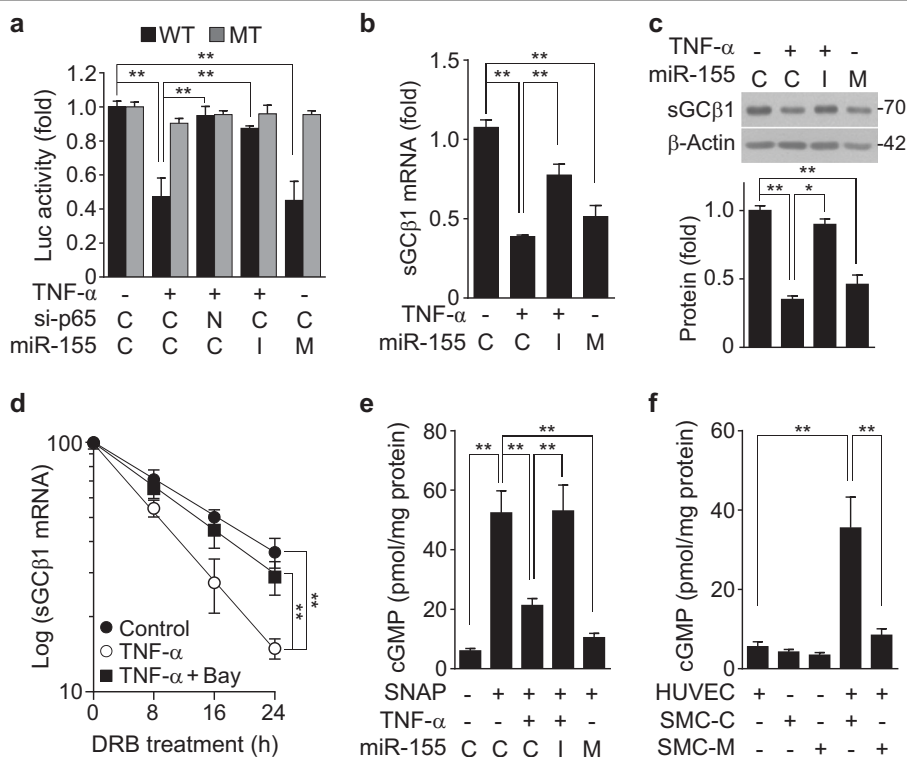 a
WT MT
Luc activity (fold)
1.2
1.0
0.8
0.6
0.4
0.2
0
** ** ** **
TNF-α - + + + -
si-p65 C C N C C
miR-155 C C C I M
b
sGCβ1 mRNA (fold)
1.5
1.0
0.5
0
** ** **
TNF-α - + + -
miR-155 C C I M
c
TNF-α - + + -
miR-155 C C I M
sGCβ1 -70
β-Actin -42
Protein (fold)
1.0
0.5
0
** * **
d
Log (sGCβ1 mRNA)
100
10
Control
TNF-α
TNF-α + Bay
** **
0 8 16 24
DRB treatment (h)
e
cGMP (pmol/mg protein)
80
60
40
20
0
** ** ** **
SNAP - + + + +
TNF-α - - + + -
miR-155 C C C I M
f
cGMP (pmol/mg protein)
60
40
20
0
** **
HUVEC + - - + +
SMC-C - + - + -
SMC-M - - + - +